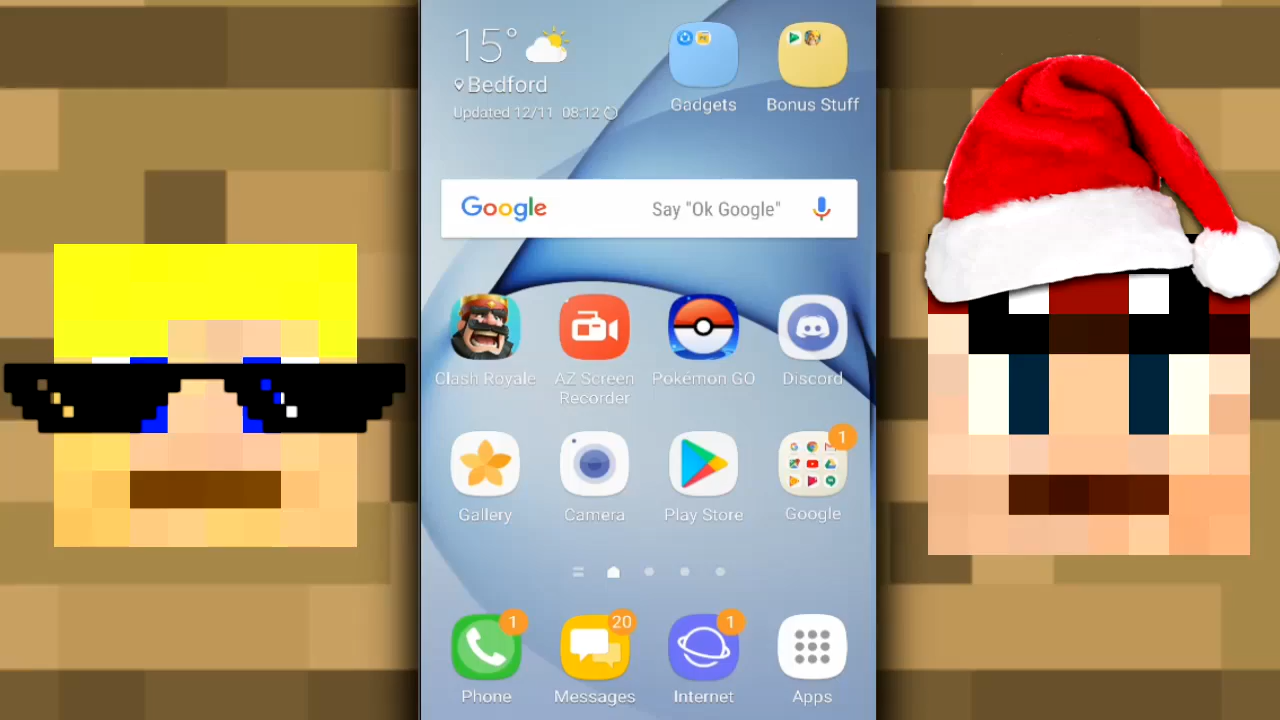 15°
Bedford
Updated 12/11 08:12
Gadgets
Bonus Stuff
Google
Say "Ok Google"
Clash Royale
AZ Screen
Recorder
Pokémon GO
Discord
1
Gallery
Camera
Play Store
Google
1
20
1
Phone
Messages
Internet
Apps